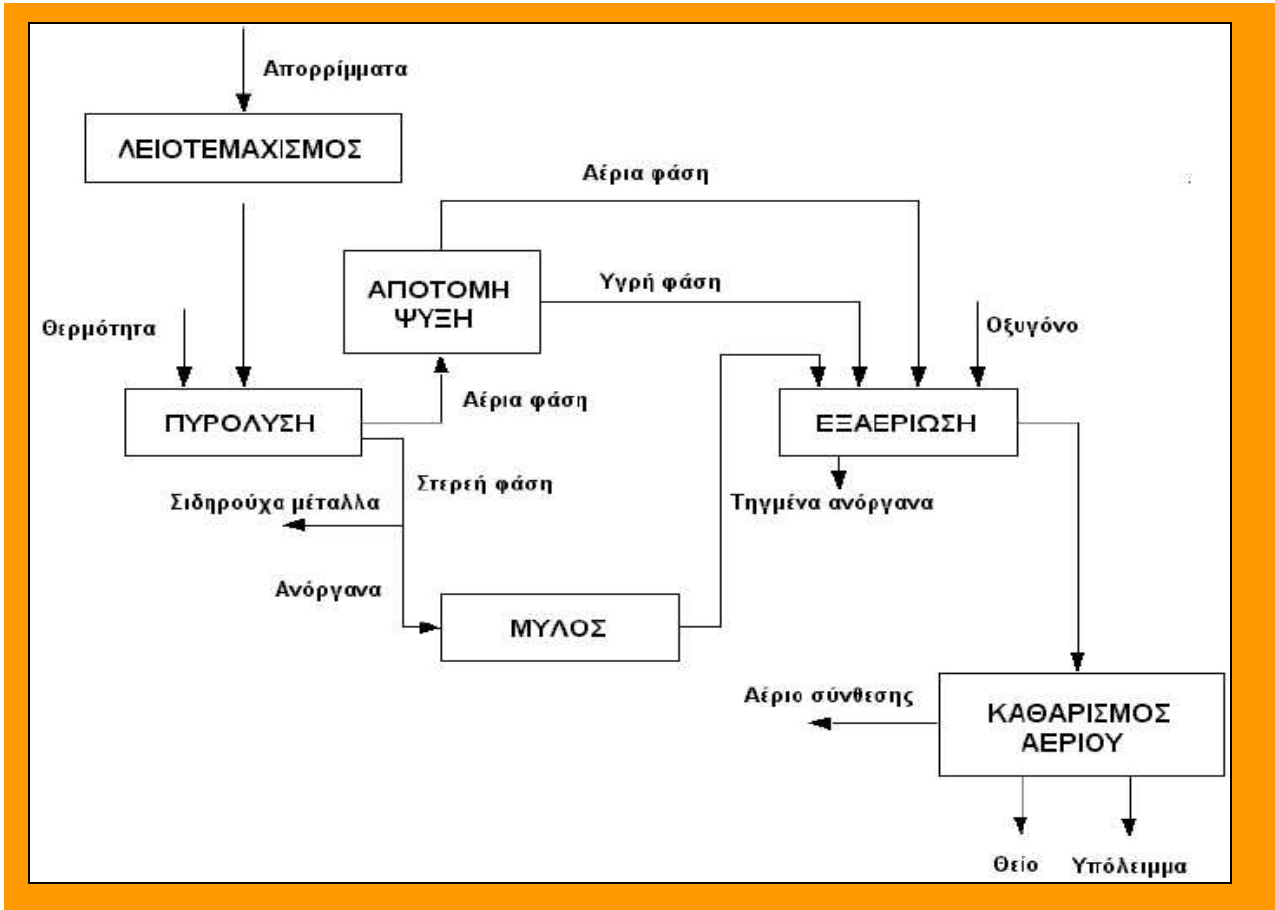 Απορρίμματα
ΛΕΙΟΤΕΜΑΧΙΣΜΟΣ
Αέρια φάση
ΑΠΟΤΟΜΗ
ΨΥΞΗ
Υγρή φάση
Θερμότητα
Οξυγόνο
ΠΥΡΟΛΥΣΗ
Αέρια φάση
ΕΞΑΕΡΙΩΣΗ
Στερεή φάση
Σιδηρούχα μέταλλα
Τηγμένα ανόργανα
Ανόργανα
ΜΥΛΟΣ
Αέριο σύνθεσης
ΚΑΘΑΡΙΣΜΟΣ
ΑΕΡΙΟΥ
Θείο
Υπόλειμμα